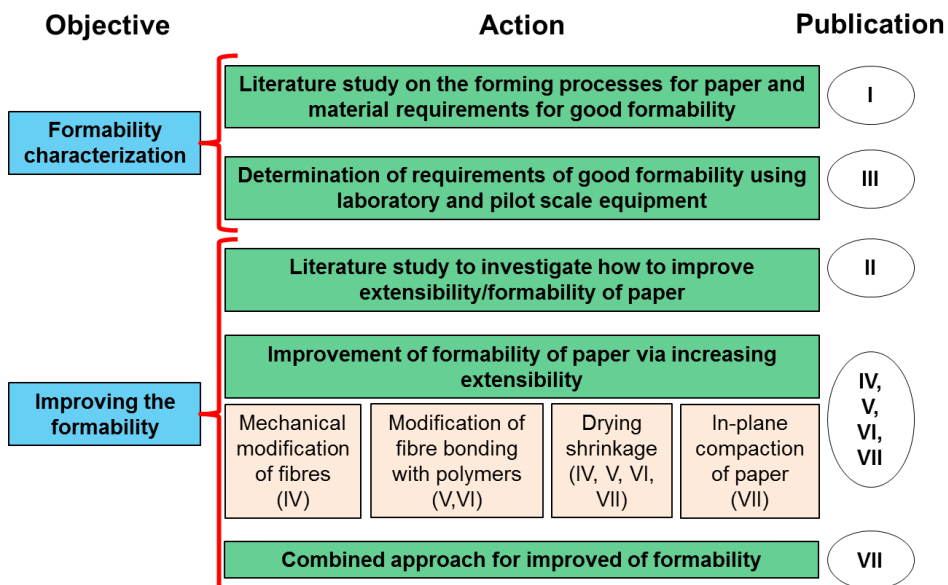 Objective
Action
Publication
Formability
characterization
Literature study on the forming processes for paper and
material requirements for good formability
I
Determination of requirements of good formability using
laboratory and pilot scale equipment
III
Improving the
formability
Literature study to investigate how to improve
extensibility/formability of paper
II
Improvement of formability of paper via increasing
extensibility
Mechanical
modification
of fibres
(IV)
Modification of
fibre bonding
with polymers
(V,VI)
Drying
shrinkage
(IV, V, VI,
VII)
In-plane
compaction
of paper
(VII)
IV,
V,
VI,
VII
Combined approach for improved of formability
VII